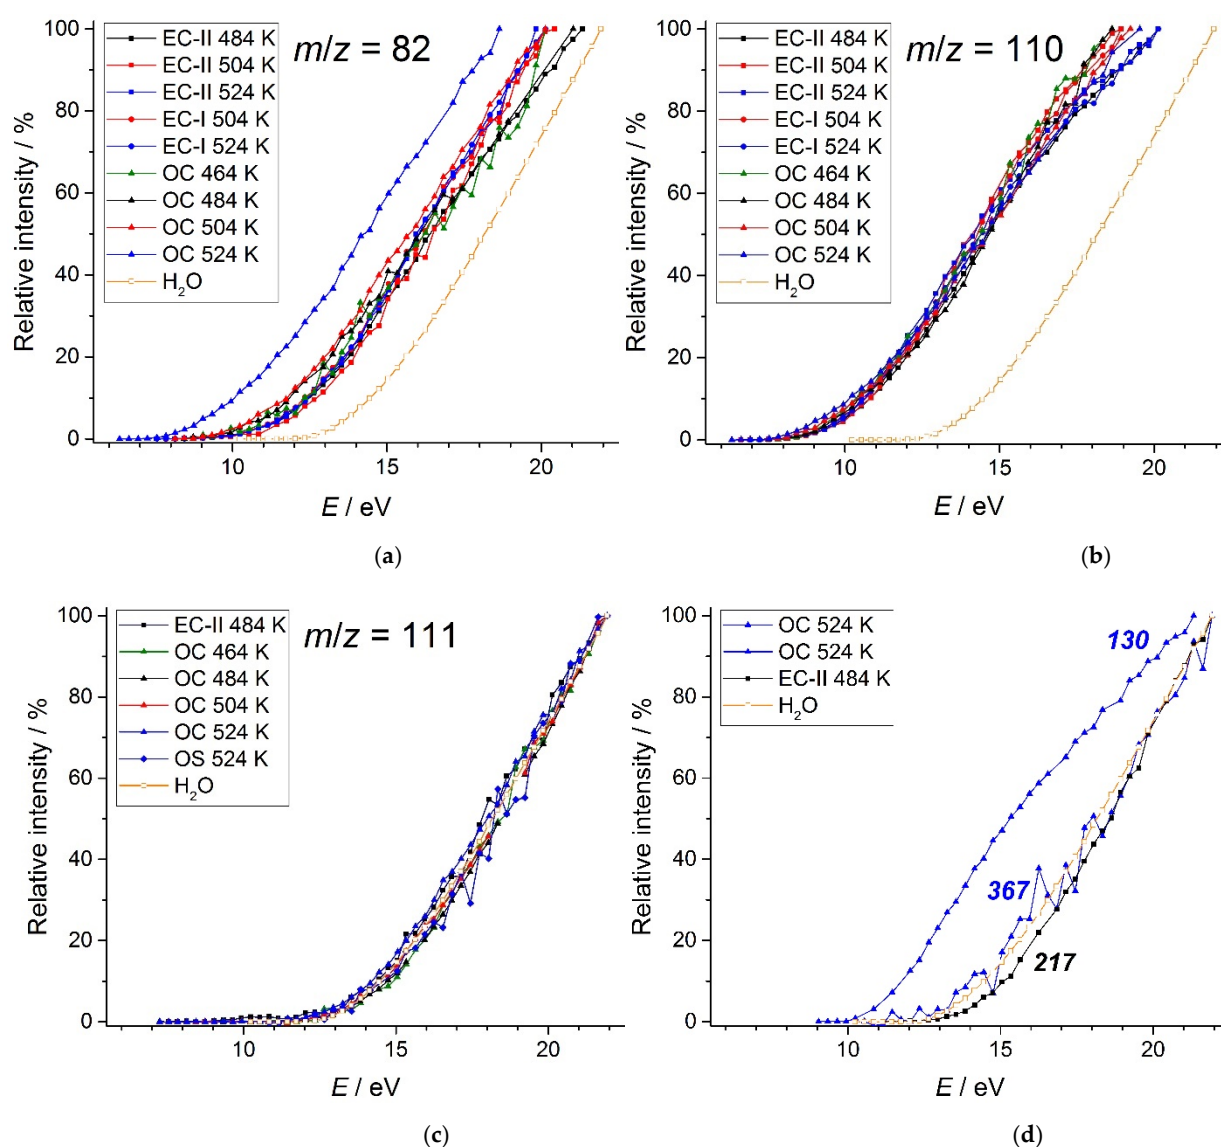 m/z = 82
EC-II 484 K
EC-II 504 K
EC-II 524 K
EC-I 504 K
EC-I 524 K
OC 464 K
OC 484 K
OC 504 K
OC 524 K
H₂O
Relative intensity / %
100
80
60
40
20
0
10
15
20
E / eV
(a)
m/z = 110
EC-II 484 K
EC-II 504 K
EC-II 524 K
EC-I 504 K
EC-I 524 K
OC 464 K
OC 484 K
OC 504 K
OC 524 K
H₂O
Relative intensity / %
100
80
60
40
20
0
10
15
20
E / eV
(b)
m/z = 111
EC-II 484 K
OC 464 K
OC 484 K
OC 504 K
OC 524 K
OS 524 K
H₂O
Relative intensity / %
100
80
60
40
20
0
10
15
20
E / eV
(c)
OC 524 K
OC 524 K
EC-II 484 K
H₂O
130
367
217
Relative intensity / %
100
80
60
40
20
0
10
15
20
E / eV
(d)